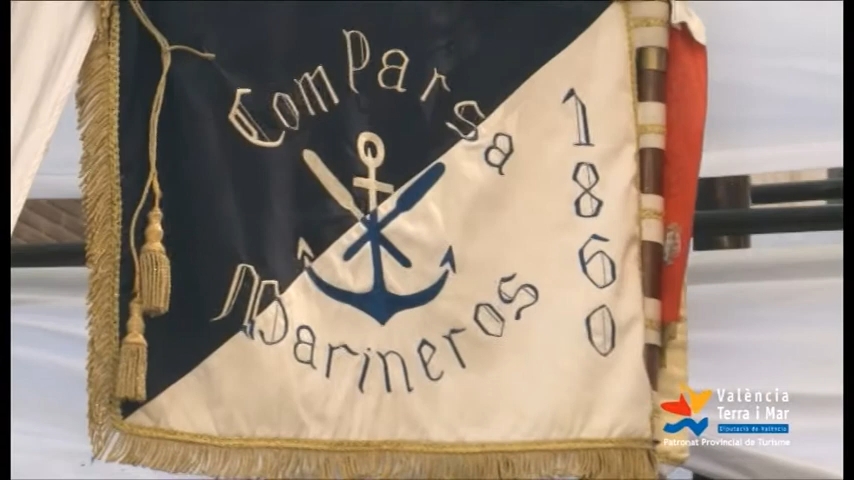 Comparsa
Marineros
1860
València
Terra i Mar
Diputació de València
Patronat Provincial de Turisme